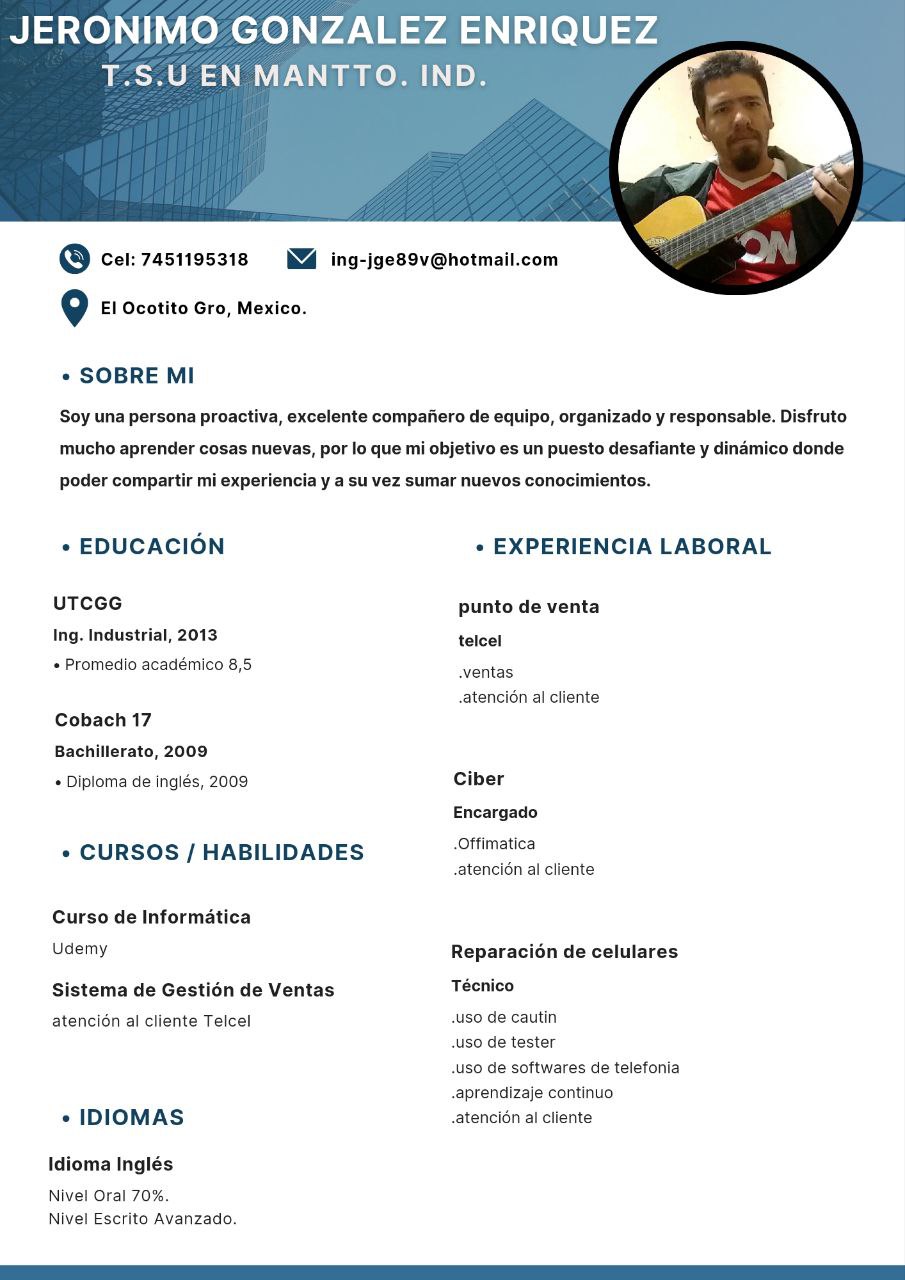 JERONIMO GONZALEZ ENRIQUEZ
T.S.U EN MANTTO. IND.
Cel: 7451195318
ing-jge89v@hotmail.com
El Ocotito Gro, Mexico.
• SOBRE MI
Soy una persona proactiva, excelente compañero de equipo, organizado y responsable. Disfruto
mucho aprender cosas nuevas, por lo que mi objetivo es un puesto desafiante y dinámico donde
poder compartir mi experiencia y a su vez sumar nuevos conocimientos.
• EDUCACIÓN
UTCGG
Ing. Industrial, 2013
• Promedio académico 8,5
Cobach 17
Bachillerato, 2009
• Diploma de inglés, 2009
• CURSOS / HABILIDADES
Curso de Informática
Udemy
Sistema de Gestión de Ventas
atención al cliente Telcel
• IDIOMAS
Idioma Inglés
Nivel Oral 70%.
Nivel Escrito Avanzado.
• EXPERIENCIA LABORAL
punto de venta
telcel
.ventas
.atención al cliente
Ciber
Encargado
.Offimatica
.atención al cliente
Reparación de celulares
Técnico
.uso de cautin
.uso de tester
.uso de softwares de telefonia
.aprendizaje continuo
.atención al cliente